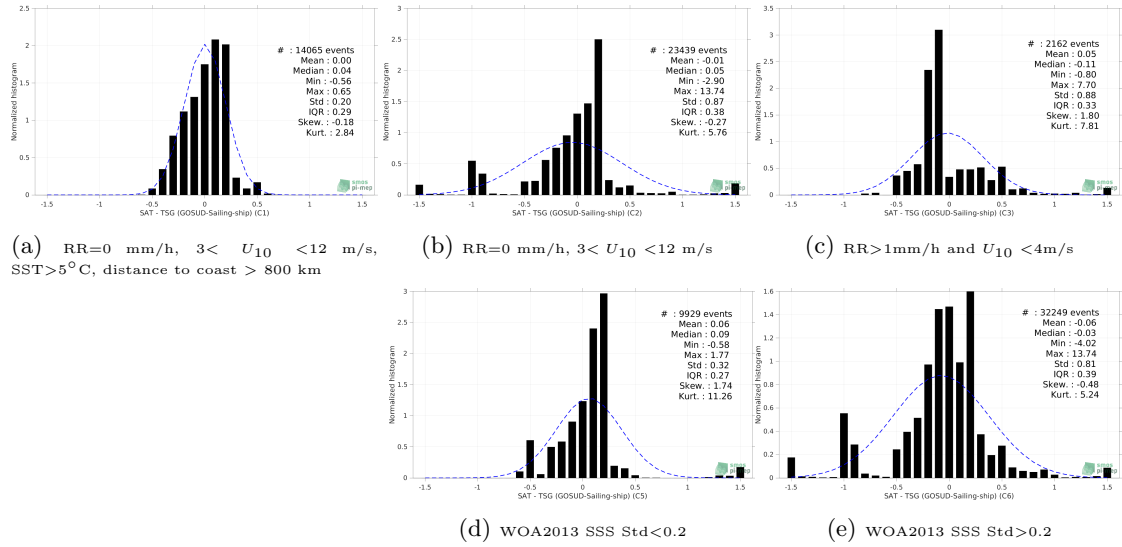 2.5
2
1.5
1
0.5
0
-1.5 -1 -0.5 0 0.5 1 1.5
Normalized histogram
SAT - TSG (GOSUD-Sailing-ship) (C1)
# : 14065 events
Mean : 0.00
Median : 0.04
Min : -0.56
Max : 0.65
Std : 0.20
IQR : 0.29
Skew. : -0.18
Kurt. : 2.84
smos
pi-mep
(a) RR=0 mm/h, 3< U10 <12 m/s,
SST>5°C, distance to coast > 800 km
3
2.5
2
1.5
1
0.5
0
-1.5 -1 -0.5 0 0.5 1 1.5
Normalized histogram
SAT - TSG (GOSUD-Sailing-ship) (C2)
# : 23439 events
Mean : -0.01
Median : 0.05
Min : -2.90
Max : 13.74
Std : 0.87
IQR : 0.38
Skew. : -0.27
Kurt. : 5.76
smos
pi-mep
(b) RR=0 mm/h, 3< U10 <12 m/s
3.5
3
2.5
2
1.5
1
0.5
0
-1.5 -1 -0.5 0 0.5 1 1.5
Normalized histogram
SAT - TSG (GOSUD-Sailing-ship) (C3)
# : 2162 events
Mean : 0.05
Median : -0.11
Min : -0.80
Max : 7.70
Std : 0.88
IQR : 0.33
Skew. : 1.80
Kurt. : 7.81
smos
pi-mep
(c) RR>1mm/h and U10 <4m/s
3
2.5
2
1.5
1
0.5
0
-1.5 -1 -0.5 0 0.5 1 1.5
Normalized histogram
SAT - TSG (GOSUD-Sailing-ship) (C5)
# : 9929 events
Mean : 0.06
Median : 0.09
Min : -0.58
Max : 1.77
Std : 0.32
IQR : 0.27
Skew. : 1.74
Kurt. : 11.26
smos
pi-mep
(d) WOA2013 SSS Std<0.2
1.6
1.4
1.2
1
0.8
0.6
0.4
0.2
0
-1.5 -1 -0.5 0 0.5 1 1.5
Normalized histogram
SAT - TSG (GOSUD-Sailing-ship) (C6)
# : 32249 events
Mean : -0.06
Median : -0.03
Min : -4.02
Max : 13.74
Std : 0.81
IQR : 0.39
Skew. : -0.48
Kurt. : 5.24
smos
pi-mep
(e) WOA2013 SSS Std>0.2